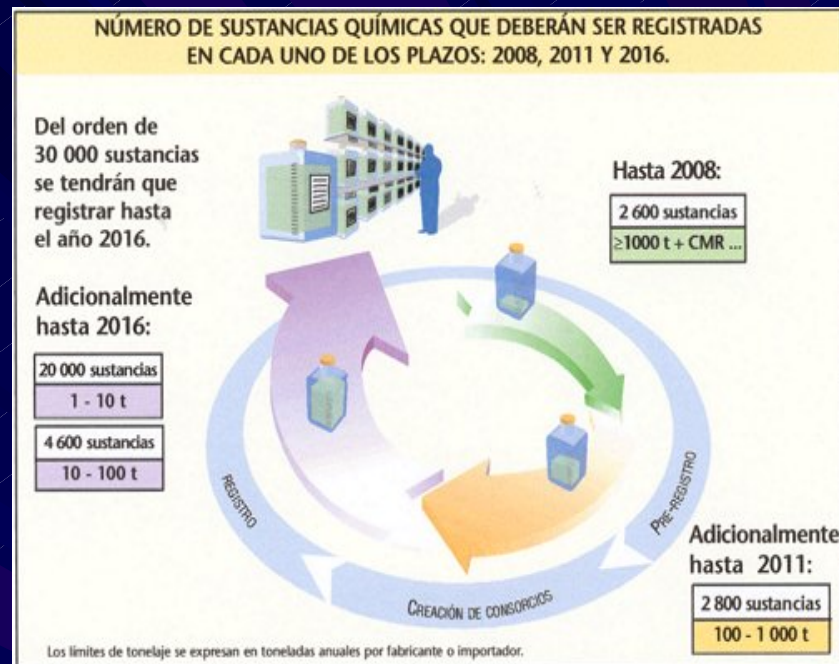 NÚMERO DE SUSTANCIAS QUÍMICAS QUE DEBERÁN SER REGISTRADAS
EN CADA UNO DE LOS PLAZOS: 2008, 2011 Y 2016.
Del orden de
30 000 sustancias
se tendrán que
registrar hasta
el año 2016.
Hasta 2008:
2 600 sustancias
≥1000 t + CMR ...
Adicionalmente
hasta 2016:
20 000 sustancias
1 - 10 t
4 600 sustancias
10 - 100 t
REGISTRO
CREACIÓN DE CONSORCIOS
PRE-REGISTRO
Adicionalmente
hasta 2011:
2 800 sustancias
100 - 1 000 t
Los límites de tonelaje se expresan en toneladas anuales por fabricante o importador.